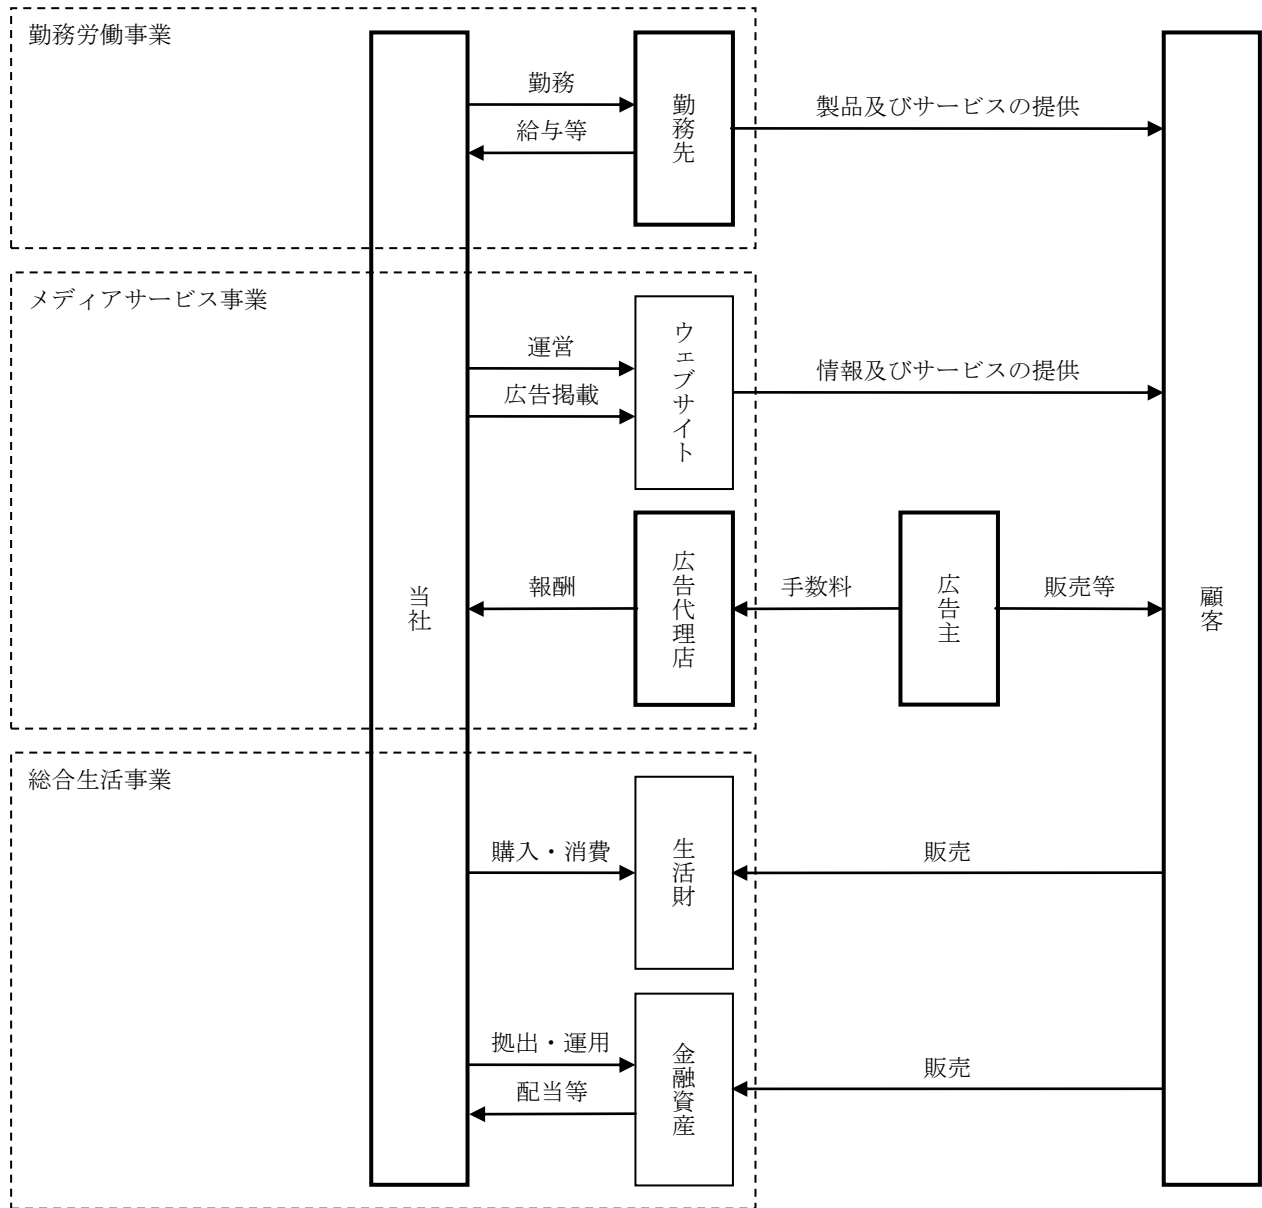 勤務労働事業
勤務
給与等
勤務先
製品及びサービスの提供
メディアサービス事業
運営
広告掲載
ウェブサイト
情報及びサービスの提供
当社
報酬
広告代理店
手数料
広告主
販売等
顧客
総合生活事業
購入・消費
生活財
販売
拠出・運用
配当等
金融資産
販売